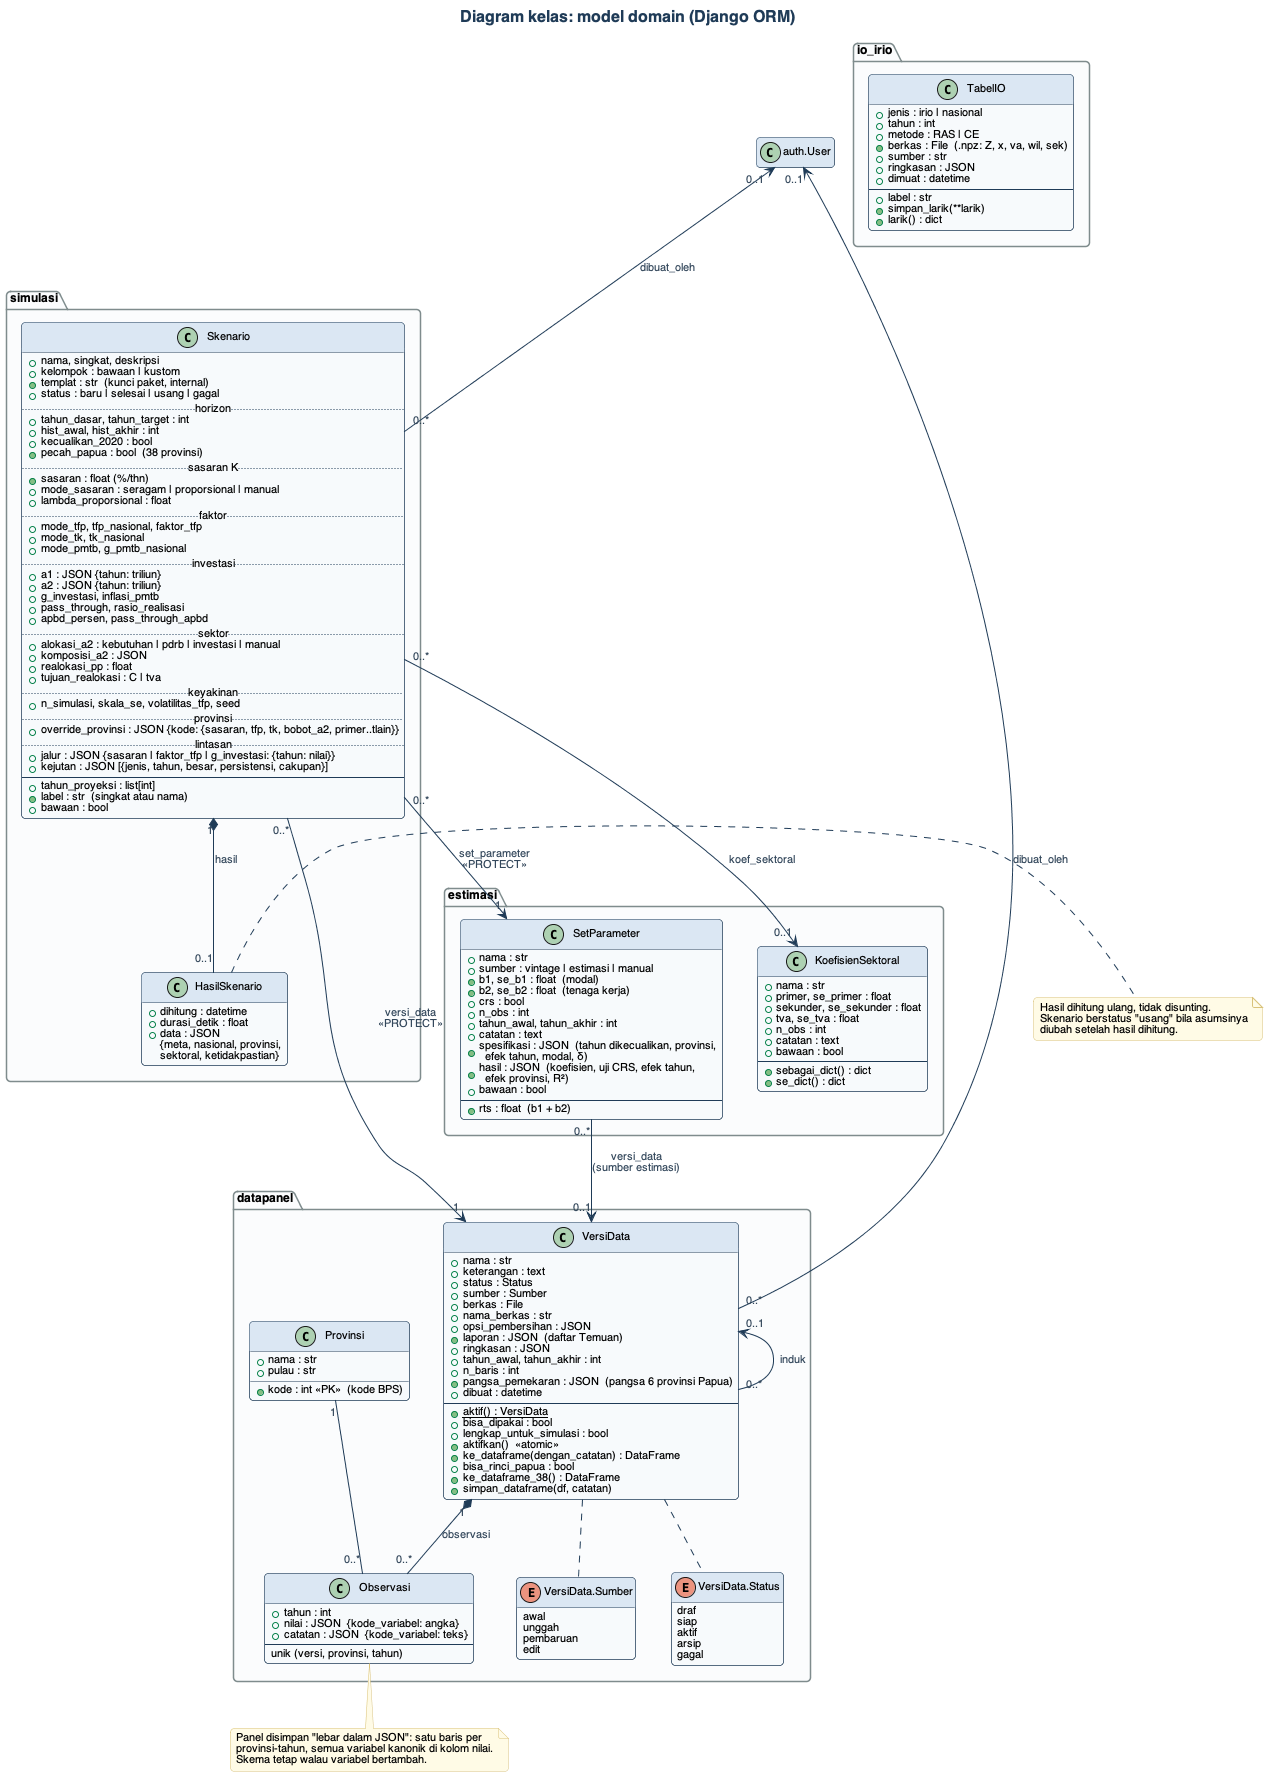 Diagram kelas: model domain (Django ORM)
io_irio
TabelIO
jenis : irio | nasional
tahun : int
metode : RAS | CE
berkas : File  (.npz: Z, x, va, wil, sek)
sumber : str
ringkasan : JSON
dimuat : datetime
label : str
simpan_larik(**larik)
larik() : dict
auth.User
0..1
0..1
dibuat_oleh
simulasi
Skenario
nama, singkat, deskripsi
kelompok : bawaan | kustom
templat : str  (kunci paket, internal)
status : baru | selesai | usang | gagal
horizon
tahun_dasar, tahun_target : int
hist_awal, hist_akhir : int
kecualikan_2020 : bool
pecah_papua : bool  (38 provinsi)
sasaran K
sasaran : float (%/thn)
mode_sasaran : seragam | proporsional | manual
lambda_proporsional : float
faktor
mode_tfp, tfp_nasional, faktor_tfp
mode_tk, tk_nasional
mode_pmtb, g_pmtb_nasional
investasi
a1 : JSON {tahun: triliun}
a2 : JSON {tahun: triliun}
g_investasi, inflasi_pmtb
pass_through, rasio_realisasi
apbd_persen, pass_through_apbd
sektor
alokasi_a2 : kebutuhan | pdrb | investasi | manual
komposisi_a2 : JSON
realokasi_pp : float
tujuan_realokasi : C | tva
keyakinan
n_simulasi, skala_se, volatilitas_tfp, seed
provinsi
override_provinsi : JSON {kode: {sasaran, tfp, tk, bobot_a2, primer..tlain}}
lintasan
jalur : JSON {sasaran | faktor_tfp | g_investasi: {tahun: nilai}}
kejutan : JSON [{jenis, tahun, besar, persistensi, cakupan}]
tahun_proyeksi : list[int]
label : str  (singkat atau nama)
bawaan : bool
0..*
0..*
0..*
1
0..*
hasil
set_parameter
«PROTECT»
koef_sektoral
dibuat_oleh
estimasi
1
0..1
SetParameter
nama : str
sumber : vintage | estimasi | manual
b1, se_b1 : float  (modal)
b2, se_b2 : float  (tenaga kerja)
crs : bool
n_obs : int
tahun_awal, tahun_akhir : int
catatan : text
spesifikasi : JSON  (tahun dikecualikan, provinsi,
efek tahun, modal, δ)
hasil : JSON  (koefisien, uji CRS, efek tahun,
efek provinsi, R²)
bawaan : bool
rts : float  (b1 + b2)
KoefisienSektoral
nama : str
primer, se_primer : float
sekunder, se_sekunder : float
tva, se_tva : float
n_obs : int
catatan : text
bawaan : bool
sebagai_dict() : dict
se_dict() : dict
0..1
HasilSkenario
dihitung : datetime
durasi_detik : float
data : JSON
{meta, nasional, provinsi,
sektoral, ketidakpastian}
versi_data
«PROTECT»
Hasil dihitung ulang, tidak disunting.
Skenario berstatus "usang" bila asumsinya
diubah setelah hasil dihitung.
0..*
versi_data
(sumber estimasi)
datapanel
1
0..1
VersiData
nama : str
keterangan : text
status : Status
sumber : Sumber
berkas : File
nama_berkas : str
opsi_pembersihan : JSON
laporan : JSON  (daftar Temuan)
ringkasan : JSON
tahun_awal, tahun_akhir : int
n_baris : int
pangsa_pemekaran : JSON  (pangsa 6 provinsi Papua)
dibuat : datetime
aktif() : VersiData
bisa_dipakai : bool
lengkap_untuk_simulasi : bool
aktifkan()  «atomic»
ke_dataframe(dengan_catatan) : DataFrame
bisa_rinci_papua : bool
ke_dataframe_38() : DataFrame
simpan_dataframe(df, catatan)
0..*
0..1
induk
0..*
Provinsi
nama : str
pulau : str
kode : int «PK»  (kode BPS)
1
1
observasi
0..*
0..*
Observasi
tahun : int
nilai : JSON  {kode_variabel: angka}
catatan : JSON  {kode_variabel: teks}
unik (versi, provinsi, tahun)
VersiData.Sumber
awal
unggah
pembaruan
edit
VersiData.Status
draf
siap
aktif
arsip
gagal
Panel disimpan "lebar dalam JSON": satu baris per
provinsi-tahun, semua variabel kanonik di kolom nilai.
Skema tetap walau variabel bertambah.